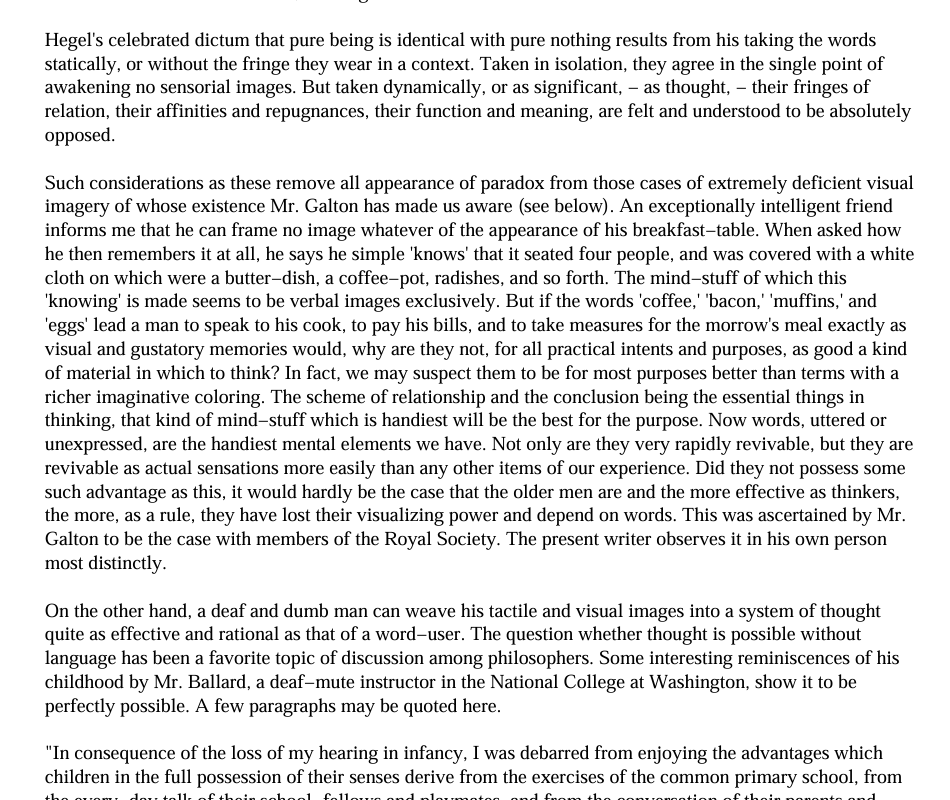 Hegel's celebrated dictum that pure being is identical with pure nothing results from his taking the words
statically, or without the fringe they wear in a context. Taken in isolation, they agree in the single point of
awakening no sensorial images. But taken dynamically, or as significant, – as thought, – their fringes of
relation, their affinities and repugnances, their function and meaning, are felt and understood to be absolutely
opposed.
Such considerations as these remove all appearance of paradox from those cases of extremely deficient visual
imagery of whose existence Mr. Galton has made us aware (see below). An exceptionally intelligent friend
informs me that he can frame no image whatever of the appearance of his breakfast–table. When asked how
he then remembers it at all, he says he simple 'knows' that it seated four people, and was covered with a white
cloth on which were a butter–dish, a coffee–pot, radishes, and so forth. The mind–stuff of which this
'knowing' is made seems to be verbal images exclusively. But if the words 'coffee,' 'bacon,' 'muffins,' and
'eggs' lead a man to speak to his cook, to pay his bills, and to take measures for the morrow's meal exactly as
visual and gustatory memories would, why are they not, for all practical intents and purposes, as good a kind
of material in which to think? In fact, we may suspect them to be for most purposes better than terms with a
richer imaginative coloring. The scheme of relationship and the conclusion being the essential things in
thinking, that kind of mind–stuff which is handiest will be the best for the purpose. Now words, uttered or
unexpressed, are the handiest mental elements we have. Not only are they very rapidly revivable, but they are
revivable as actual sensations more easily than any other items of our experience. Did they not possess some
such advantage as this, it would hardly be the case that the older men are and the more effective as thinkers,
the more, as a rule, they have lost their visualizing power and depend on words. This was ascertained by Mr.
Galton to be the case with members of the Royal Society. The present writer observes it in his own person
most distinctly.
On the other hand, a deaf and dumb man can weave his tactile and visual images into a system of thought
quite as effective and rational as that of a word–user. The question whether thought is possible without
language has been a favorite topic of discussion among philosophers. Some interesting reminiscences of his
childhood by Mr. Ballard, a deaf–mute instructor in the National College at Washington, show it to be
perfectly possible. A few paragraphs may be quoted here.
"In consequence of the loss of my hearing in infancy, I was debarred from enjoying the advantages which
children in the full possession of their senses derive from the exercises of the common primary school, from
the every–day talk of their school–fellows and playmates, and from the conversation of their parents and